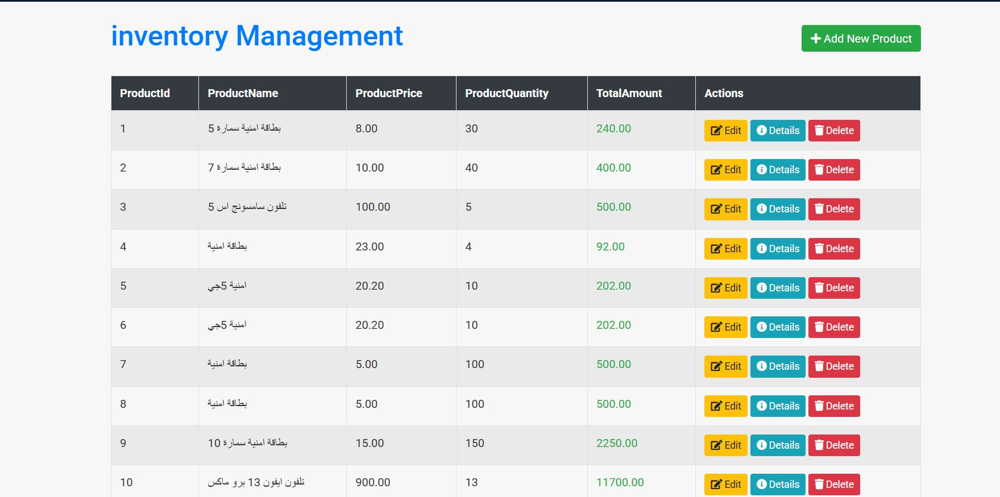 inventory Management
Add New Product
ProductId ProductName ProductPrice ProductQuantity TotalAmount Actions
1 بطاقة امنية سمارة 5 8.00 30 240.00 Edit Details Delete
2 بطاقة امنية سمارة 7 10.00 40 400.00 Edit Details Delete
3 تلفون سامسونج اس 5 100.00 5 500.00 Edit Details Delete
4 بطاقة امنية 23.00 4 92.00 Edit Details Delete
5 امنية 5جي 20.20 10 202.00 Edit Details Delete
6 امنية 5جي 20.20 10 202.00 Edit Details Delete
7 بطاقة امنية 5.00 100 500.00 Edit Details Delete
8 بطاقة امنية 5.00 100 500.00 Edit Details Delete
9 بطاقة امنية سمارة 10 15.00 150 2250.00 Edit Details Delete
10 تلفون ايفون 13 برو ماكس 900.00 13 11700.00 Edit Details Delete